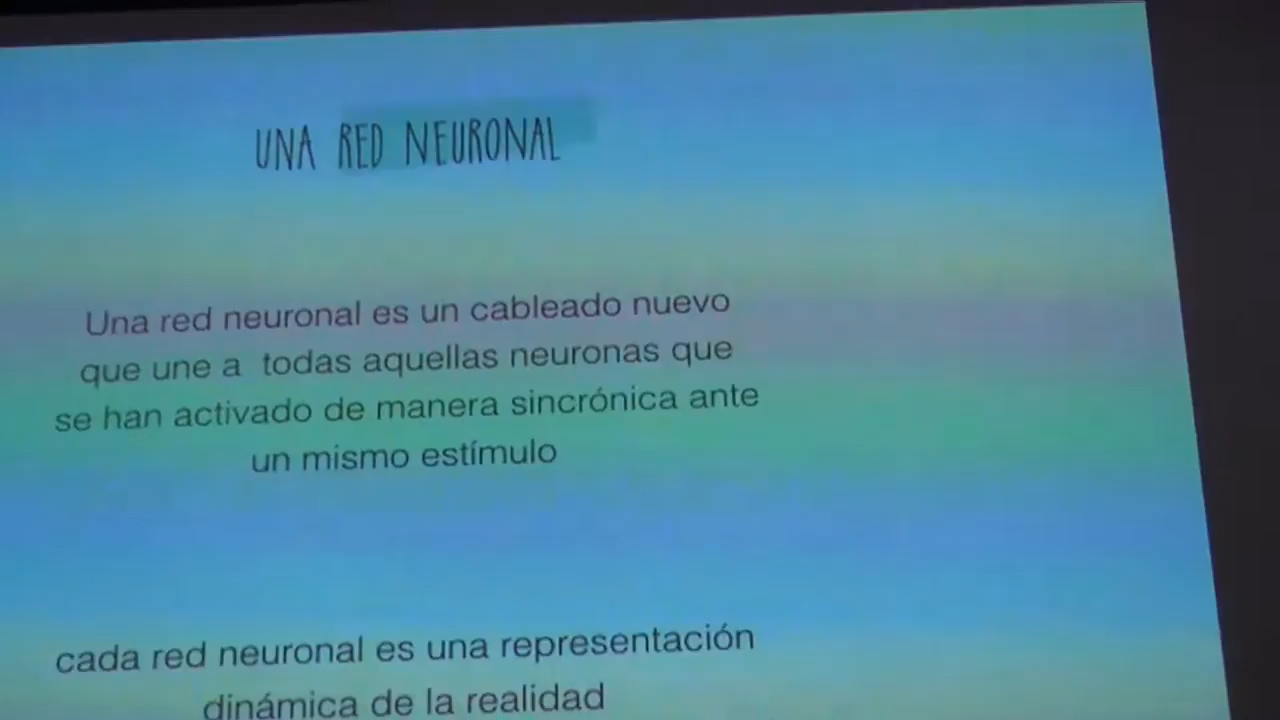 UNA RED NEURONAL
Una red neuronal es un cableado nuevo
que une a todas aquellas neuronas que
se han activado de manera sincrónica ante
un mismo estímulo
cada red neuronal es una representación
dinámica de la realidad